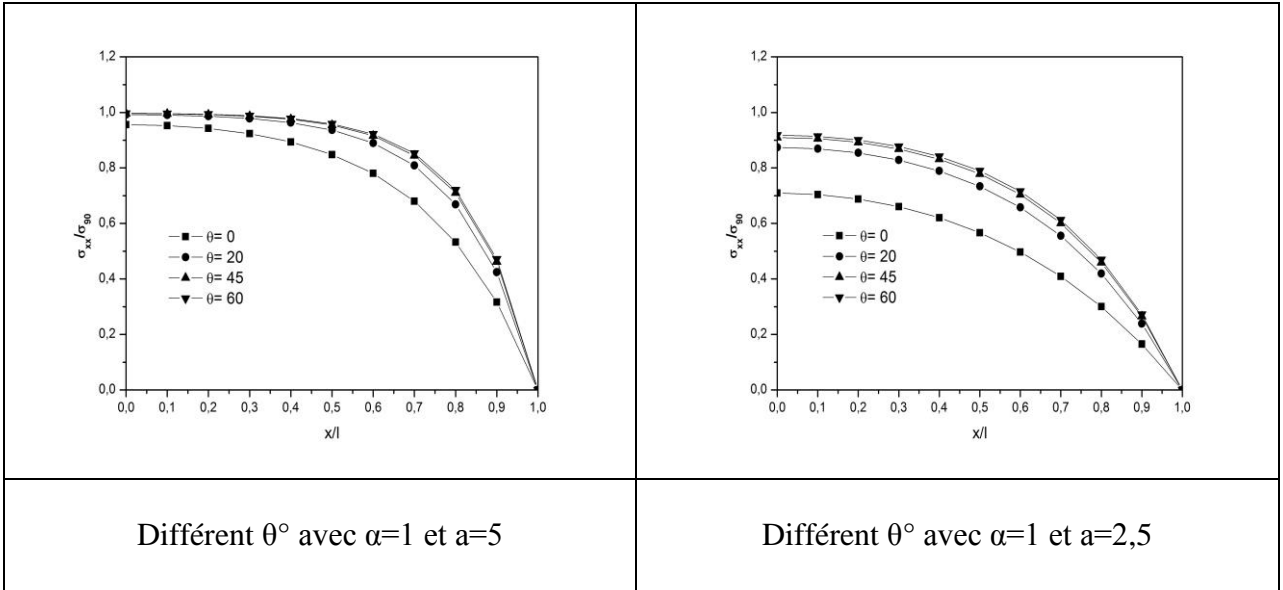 1,2
1,0
0,8
0,6
0,4
0,2
0,0
σxx/σ90
θ= 0
θ= 20
θ= 45
θ= 60
0,0 0,1 0,2 0,3 0,4 0,5 0,6 0,7 0,8 0,9 1,0
x/l
1,2
1,0
0,8
0,6
0,4
0,2
0,0
σxx/σ90
θ= 0
θ= 20
θ= 45
θ= 60
0,0 0,1 0,2 0,3 0,4 0,5 0,6 0,7 0,8 0,9 1,0
x/l
Différent θ° avec α=1 et a=5
Différent θ° avec α=1 et a=2,5